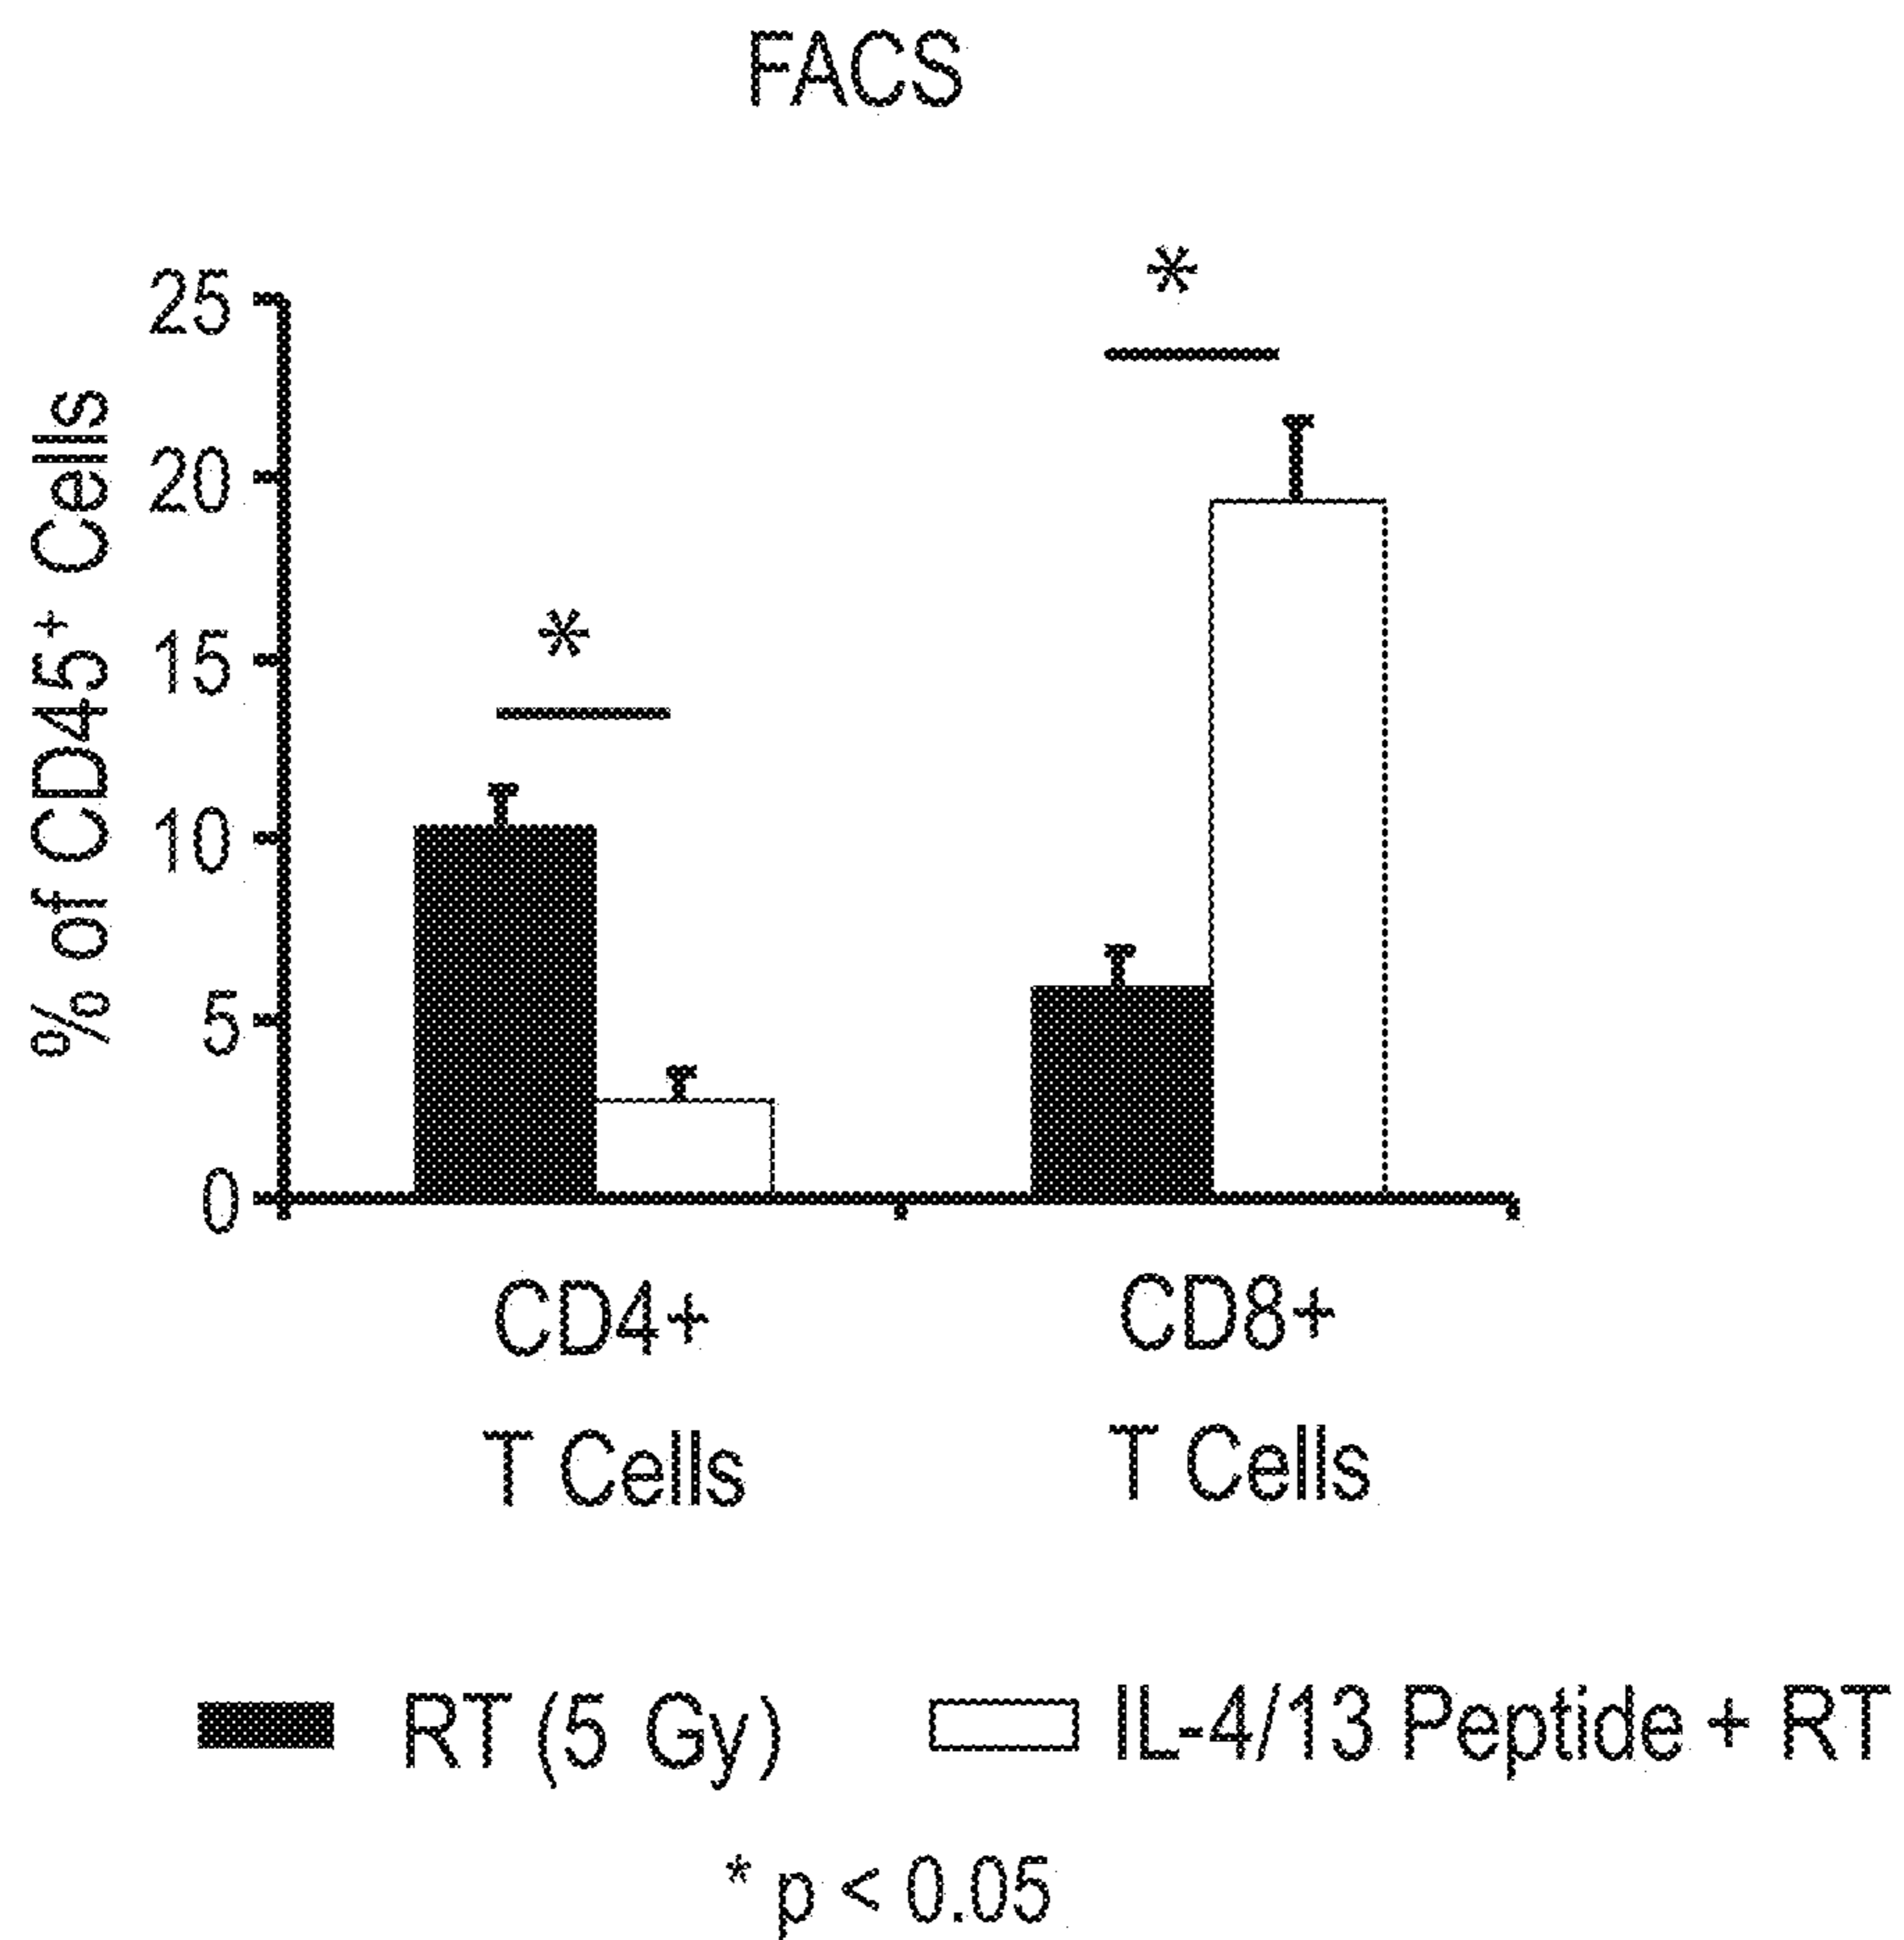 FACS
% of CD45⁺ Cells
25
20
15
10
5
0
*
*
CD4+
T Cells
CD8+
T Cells
RT (5 Gy)
IL-4/13 Peptide + RT
* p < 0.05